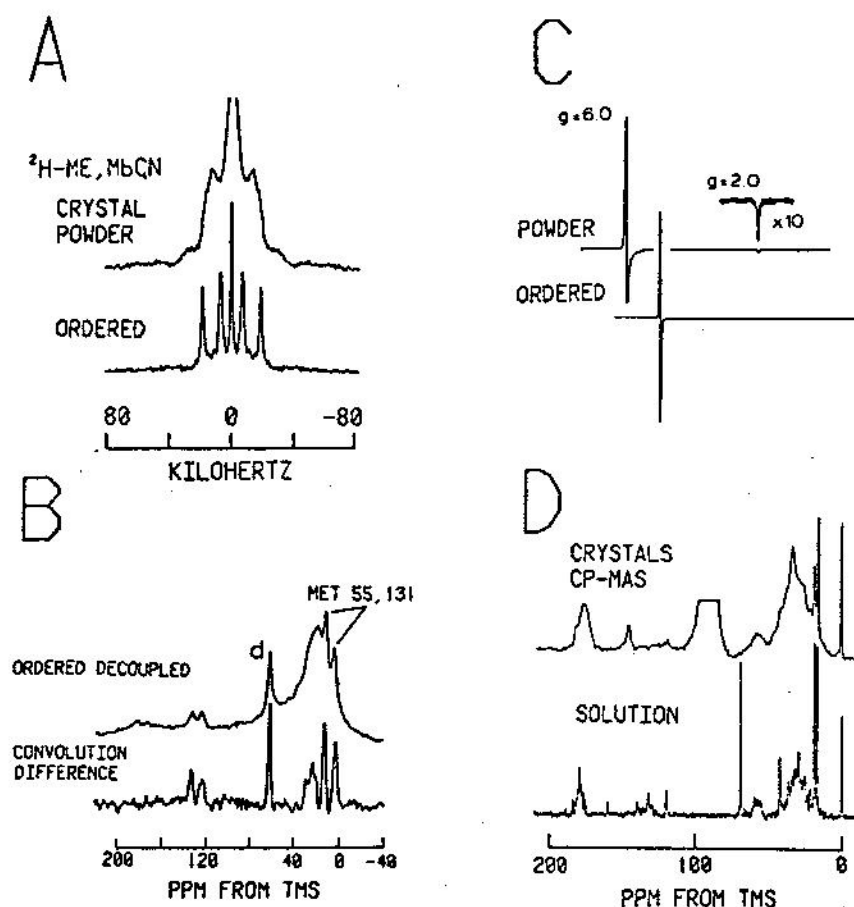 A
²H-ME, MbCN
CRYSTAL
POWDER
ORDERED
80 0 -80
KILOHERTZ
B
MET 55,131
d
ORDERED DECOUPLED
CONVOLUTION
DIFFERENCE
200 120 40 0 -40
PPM FROM TMS
C
g=6.0
g=2.0
x10
POWDER
ORDERED
D
CRYSTALS
CP-MAS
SOLUTION
200 100 0
PPM FROM TMS